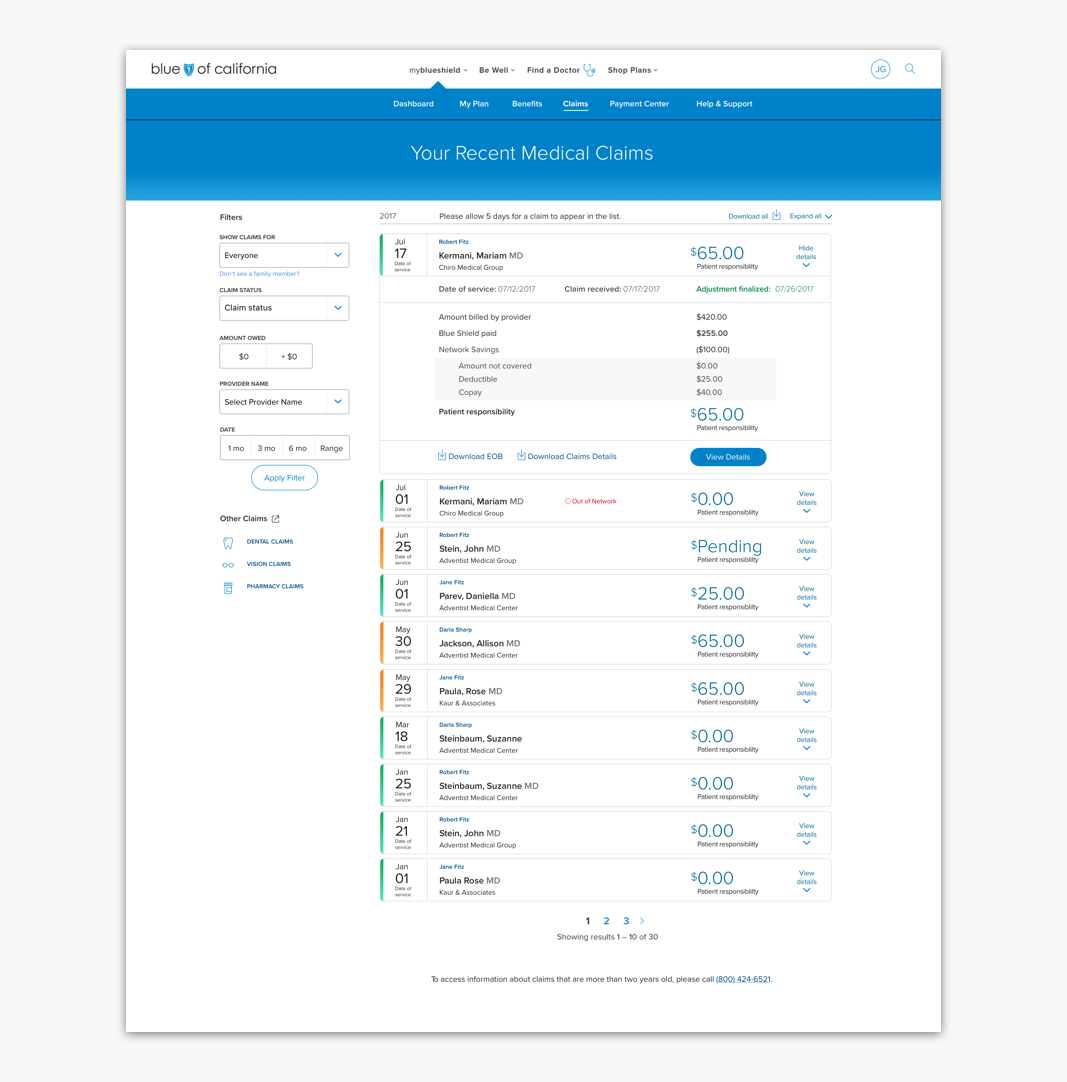 blue of california
myblueshield Be Well Find a Doctor Shop Plans
JG
Dashboard My Plan Benefits Claims Payment Center Help & Support
Your Recent Medical Claims
Filters
SHOW CLAIMS FOR
Everyone
Don't see a family member?
CLAIM STATUS
Claim status
AMOUNT OWED
$0 + $0
PROVIDER NAME
Select Provider Name
DATE
1 mo 3 mo 6 mo Range
Apply Filter
Other Claims
DENTAL CLAIMS
VISION CLAIMS
PHARMACY CLAIMS
2017 Please allow 5 days for a claim to appear in the list. Download all Expand all
Jul
17
Date of
service
Robert Fitz
Kermani, Mariam MD
Chiro Medical Group
$65.00
Patient responsiblilty
Hide
details
Date of service: 07/12/2017 Claim received: 07/17/2017 Adjustment finalized: 07/26/2017
Amount billed by provider $420.00
Blue Shield paid $255.00
Network Savings ($100.00)
Amount not covered $0.00
Deductible $25.00
Copay $40.00
Patient responsibility $65.00
Patient responsiblilty
Download EOB Download Claims Details View Details
Jul
01
Date of
service
Robert Fitz
Kermani, Mariam MD
Chiro Medical Group
Out of Network
$0.00
Patient responsiblilty
View
details
Jun
25
Date of
service
Robert Fitz
Stein, John MD
Adventist Medical Group
$Pending
Patient responsiblilty
View
details
Jun
01
Date of
service
Jane Fitz
Parev, Daniella MD
Adventist Medical Center
$25.00
Patient responsiblilty
View
details
May
30
Date of
service
Darla Sharp
Jackson, Allison MD
Adventist Medical Center
$65.00
Patient responsiblilty
View
details
May
29
Date of
service
Jane Fitz
Paula, Rose MD
Kaur & Associates
$65.00
Patient responsiblilty
View
details
Mar
18
Date of
service
Darla Sharp
Steinbaum, Suzanne
Adventist Medical Center
$0.00
Patient responsiblilty
View
details
Jan
25
Date of
service
Robert Fitz
Steinbaum, Suzanne MD
Adventist Medical Center
$0.00
Patient responsiblilty
View
details
Jan
21
Date of
service
Robert Fitz
Stein, John MD
Adventist Medical Group
$0.00
Patient responsiblilty
View
details
Jan
01
Date of
service
Jane Fitz
Paula Rose MD
Kaur & Associates
$0.00
Patient responsiblilty
View
details
1 2 3
Showing results 1 – 10 of 30
To access information about claims that are more than two years old, please call (800) 424-6521.